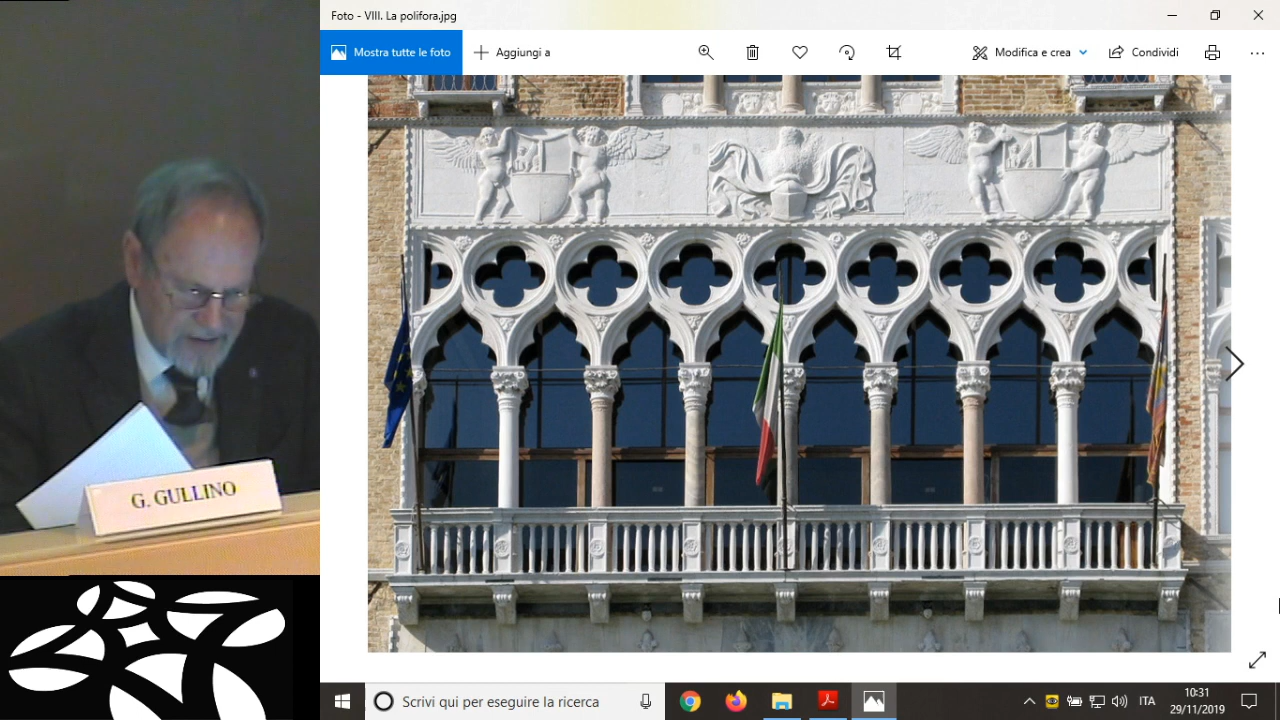 Foto - VIII. La polifora.jpg
Mostra tutte le foto
Aggiungi a
Modifica e crea
Condividi
G. GULLINO
Scrivi qui per eseguire la ricerca
ITA
10:31
29/11/2019